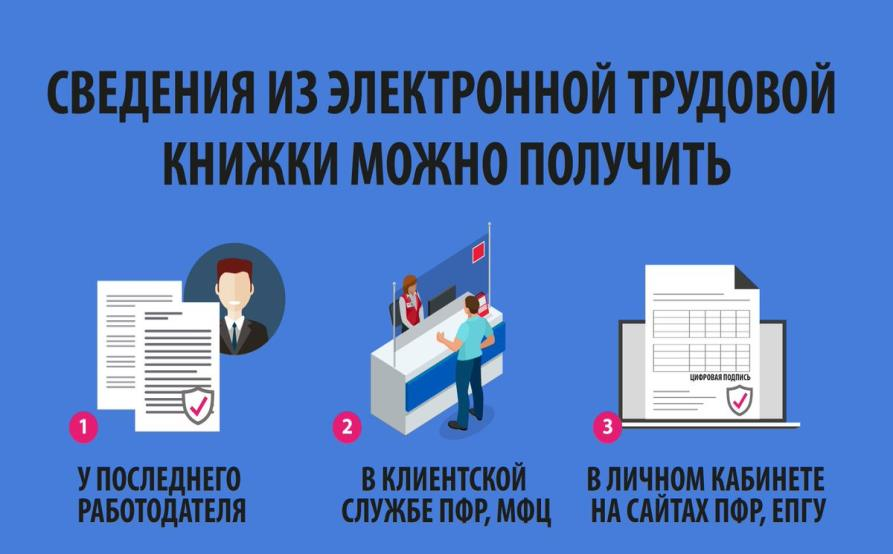 СВЕДЕНИЯ ИЗ ЭЛЕКТРОННОЙ ТРУДОВОЙ
КНИЖКИ МОЖНО ПОЛУЧИТЬ
1
У ПОСЛЕДНЕГО
РАБОТОДАТЕЛЯ
2
В КЛИЕНТСКОЙ
СЛУЖБЕ ПФР, МФЦ
ЦИФРОВАЯ ПОДПИСЬ
3
В ЛИЧНОМ КАБИНЕТЕ
НА САЙТАХ ПФР, ЕПГУ